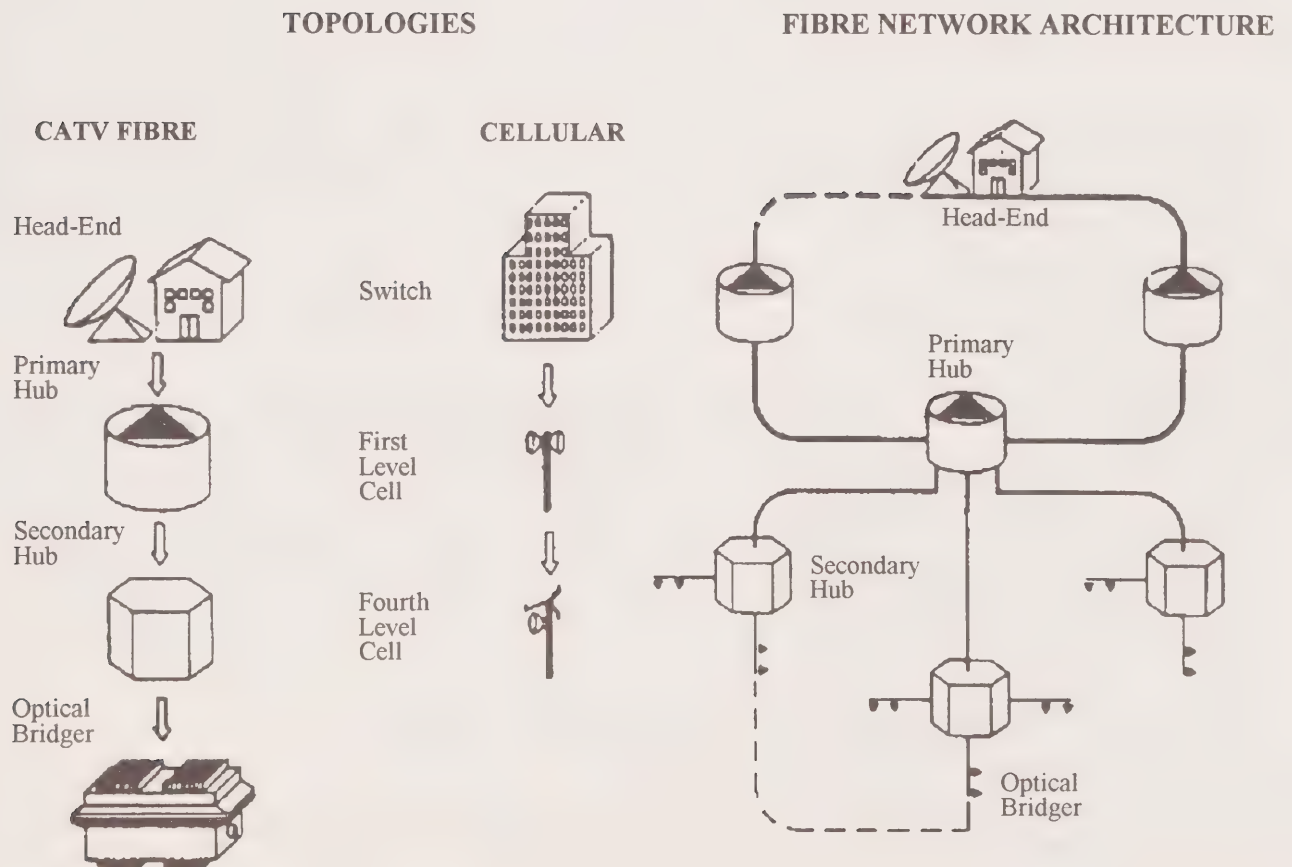 TOPOLOGIES
CATV FIBRE
Head-End
Primary
Hub
Secondary
Hub
Optical
Bridger
CELLULAR
Switch
First
Level
Cell
Fourth
Level
Cell
FIBRE NETWORK ARCHITECTURE
Head-End
Primary
Hub
Secondary
Hub
Optical
Bridger